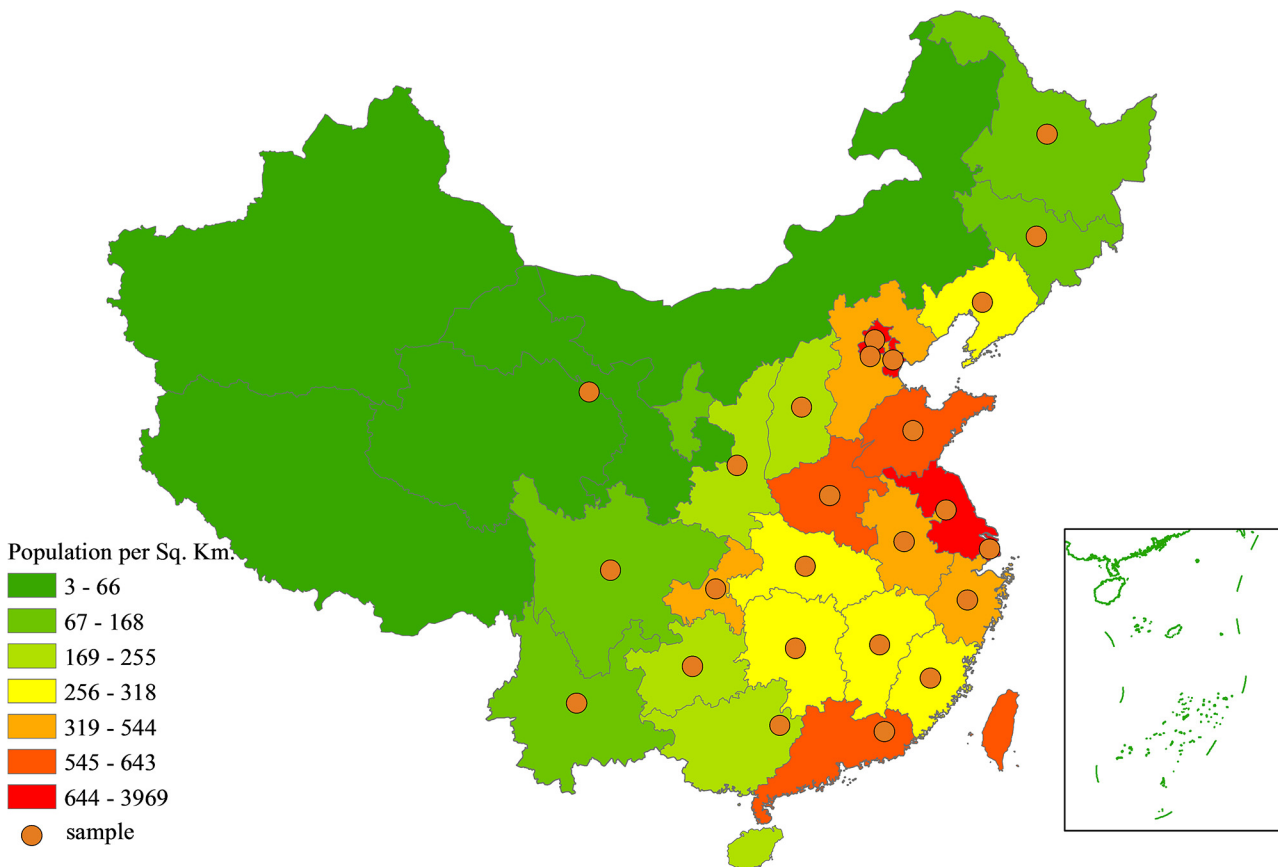 Population per Sq. Km.
3 - 66
67 - 168
169 - 255
256 - 318
319 - 544
545 - 643
644 - 3969
sample